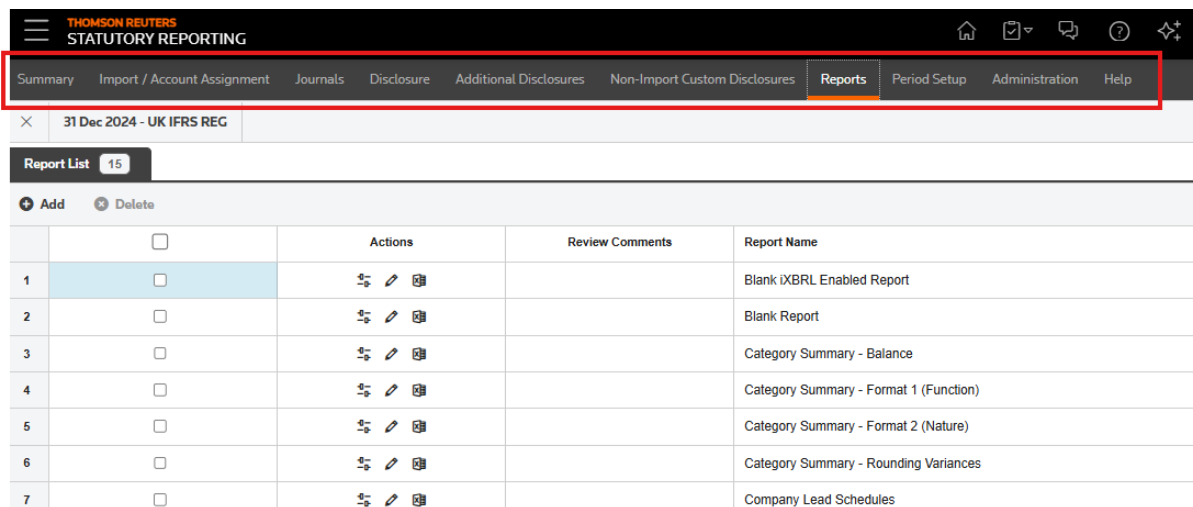 THOMSON REUTERS
STATUTORY REPORTING
Summary Import / Account Assignment Journals Disclosure Additional Disclosures Non-Import Custom Disclosures Reports Period Setup Administration Help
31 Dec 2024 - UK IFRS REG
Report List 15
Add Delete
Actions Review Comments Report Name
1 Blank iXBRL Enabled Report
2 Blank Report
3 Category Summary - Balance
4 Category Summary - Format 1 (Function)
5 Category Summary - Format 2 (Nature)
6 Category Summary - Rounding Variances
7 Company Lead Schedules